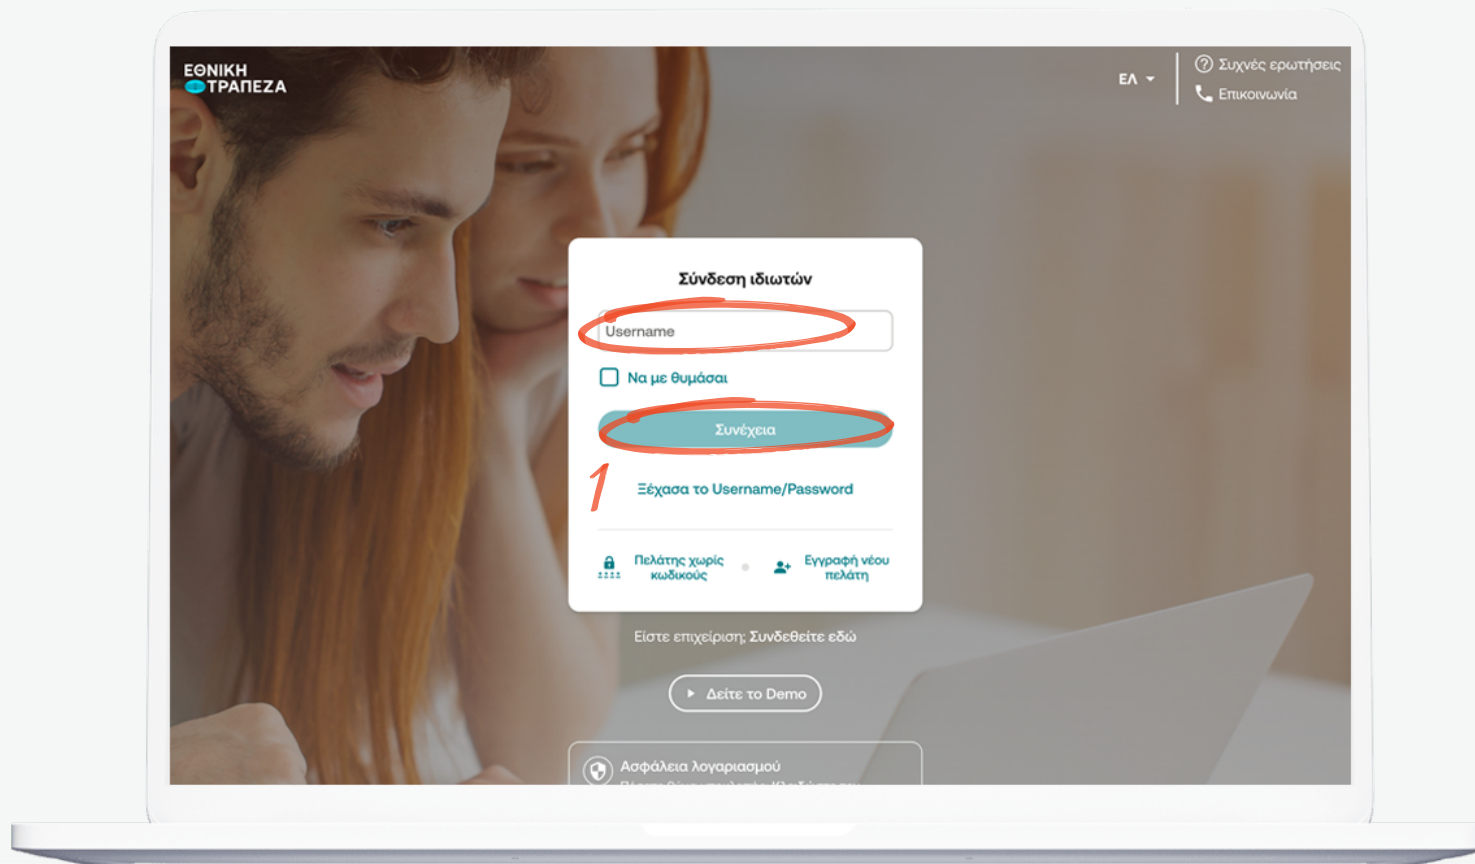 ΕΘΝΙΚΗ
ΤΡΑΠΕΖΑ
ΕΛ
Συχνές ερωτήσεις
Επικοινωνία
Σύνδεση ιδιωτών
Username
Να με θυμάσαι
Συνέχεια
1
Ξέχασα το Username/Password
Πελάτης χωρίς
κωδικούς
Εγγραφή νέου
πελάτη
Είστε επιχείριση; Συνδεθείτε εδώ
Δείτε το Demo
Ασφάλεια λογαριασμού